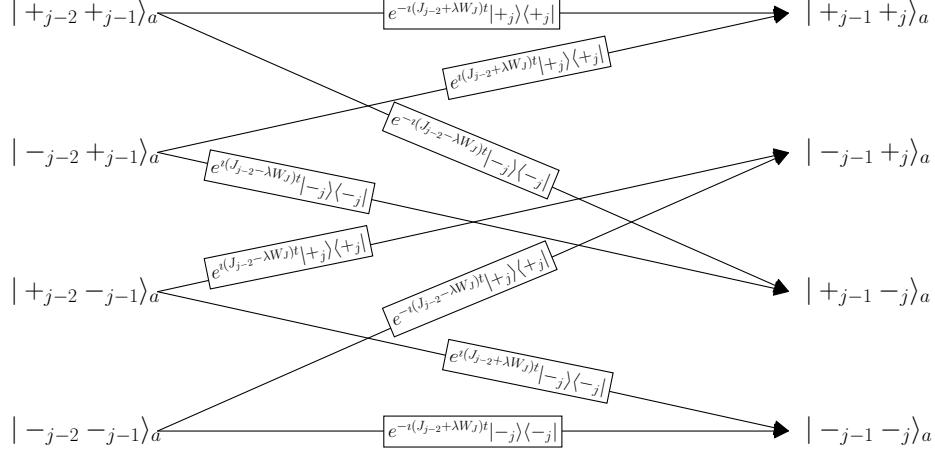 | +_{j-2} +_{j-1}⟩_a e^{-ı(J_{j-2}+λW_J)t}|+_j⟩⟨+_j| | +_{j-1} +_j⟩_a
e^{ı(J_{j-2}+λW_J)t}|+_j⟩⟨+_j|
e^{-ı(J_{j-2}-λW_J)t}|-_j⟩⟨-_j|
| -_{j-2} +_{j-1}⟩_a | -_{j-1} +_j⟩_a
e^{ı(J_{j-2}-λW_J)t}|-_j⟩⟨-_j|
e^{ı(J_{j-2}-λW_J)t}|+_j⟩⟨+_j|
e^{-ı(J_{j-2}-λW_J)t}|+_j⟩⟨+_j|
| +_{j-2} -_{j-1}⟩_a | +_{j-1} -_j⟩_a
e^{ı(J_{j-2}+λW_J)t}|-_j⟩⟨-_j|
| -_{j-2} -_{j-1}⟩_a e^{-ı(J_{j-2}+λW_J)t}|-_j⟩⟨-_j| | -_{j-1} -_j⟩_a